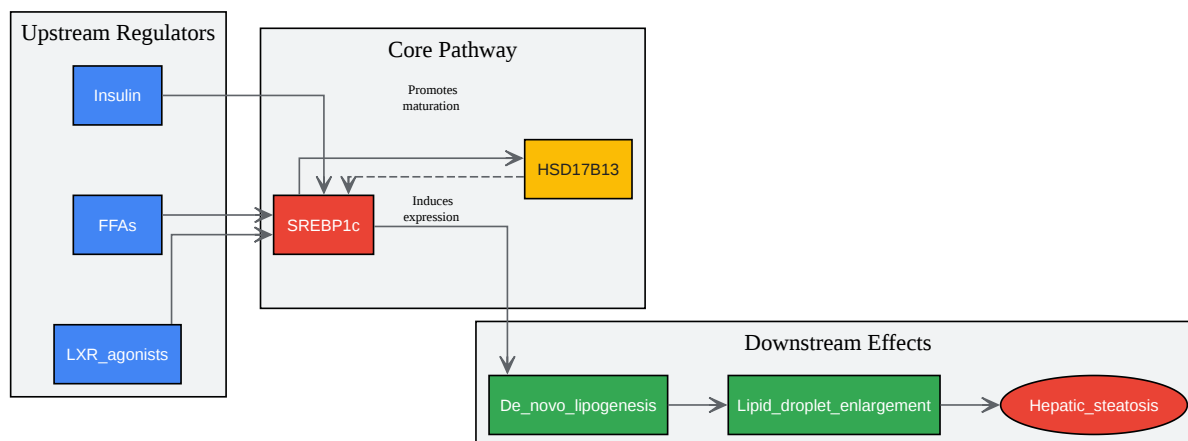 Upstream Regulators
Insulin
FFAs
LXR_agonists
Core Pathway
Promotes
maturation
HSD17B13
SREBP1c
Induces
expression
Downstream Effects
De_novo_lipogenesis
Lipid_droplet_enlargement
Hepatic_steatosis